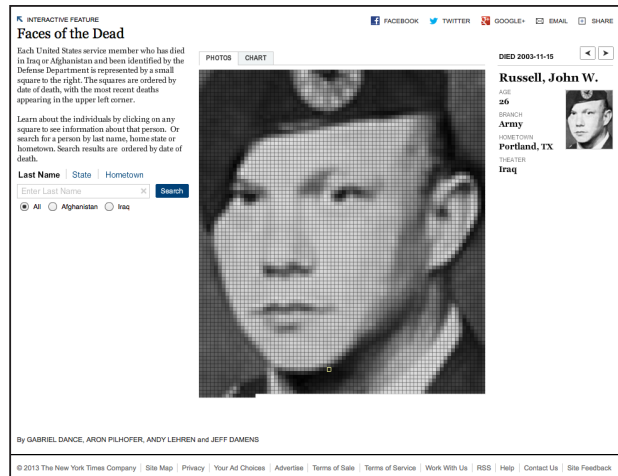 INTERACTIVE FEATURE
FACEBOOK TWITTER GOOGLE+ EMAIL SHARE
Faces of the Dead
Each United States service member who has died
in Iraq or Afghanistan and been identified by the
Defense Department is represented by a small
square to the right. The squares are ordered by
date of death, with the most recent deaths
appearing in the upper left corner.
Learn about the individuals by clicking on any
square to see information about that person. Or
search for a person by last name, home state or
hometown. Search results are ordered by date of
death.
Last Name State Hometown
Enter Last Name Search
All Afghanistan Iraq
PHOTOS CHART
DIED 2003-11-15
Russell, John W.
AGE
26
BRANCH
Army
HOMETOWN
Portland, TX
THEATER
Iraq
By GABRIEL DANCE, ARON PILHOFER, ANDY LEHREN and JEFF DAMENS
© 2013 The New York Times Company Site Map Privacy Your Ad Choices Advertise Terms of Sale Terms of Service Work With Us RSS Help Contact Us Site Feedback